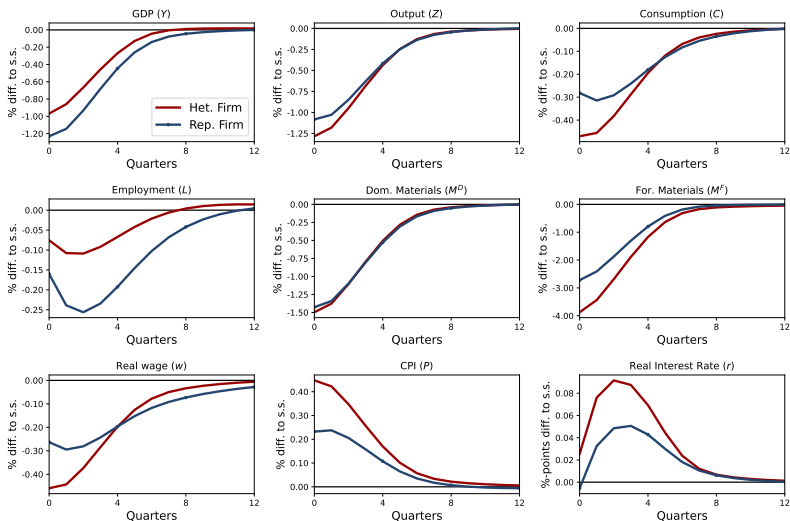 GDP (Y)
% diff. to s.s.
0.00
-0.20
-0.40
-0.60
-0.80
-1.00
-1.20
Het. Firm
Rep. Firm
0 4 8 12
Quarters
Output (Z)
% diff. to s.s.
0.00
-0.25
-0.50
-0.75
-1.00
-1.25
0 4 8 12
Quarters
Consumption (C)
% diff. to s.s.
0.00
-0.10
-0.20
-0.30
-0.40
0 4 8 12
Quarters
Employment (L)
% diff. to s.s.
0.00
-0.05
-0.10
-0.15
-0.20
-0.25
0 4 8 12
Quarters
Dom. Materials (M^D)
% diff. to s.s.
0.00
-0.25
-0.50
-0.75
-1.00
-1.25
-1.50
0 4 8 12
Quarters
For. Materials (M^F)
% diff. to s.s.
0.00
-1.00
-2.00
-3.00
-4.00
0 4 8 12
Quarters
Real wage (w)
% diff. to s.s.
0.00
-0.10
-0.20
-0.30
-0.40
0 4 8 12
Quarters
CPI (P)
% diff. to s.s.
0.40
0.30
0.20
0.10
0.00
0 4 8 12
Quarters
Real Interest Rate (r)
%-points diff. to s.s.
0.08
0.06
0.04
0.02
0.00
0 4 8 12
Quarters